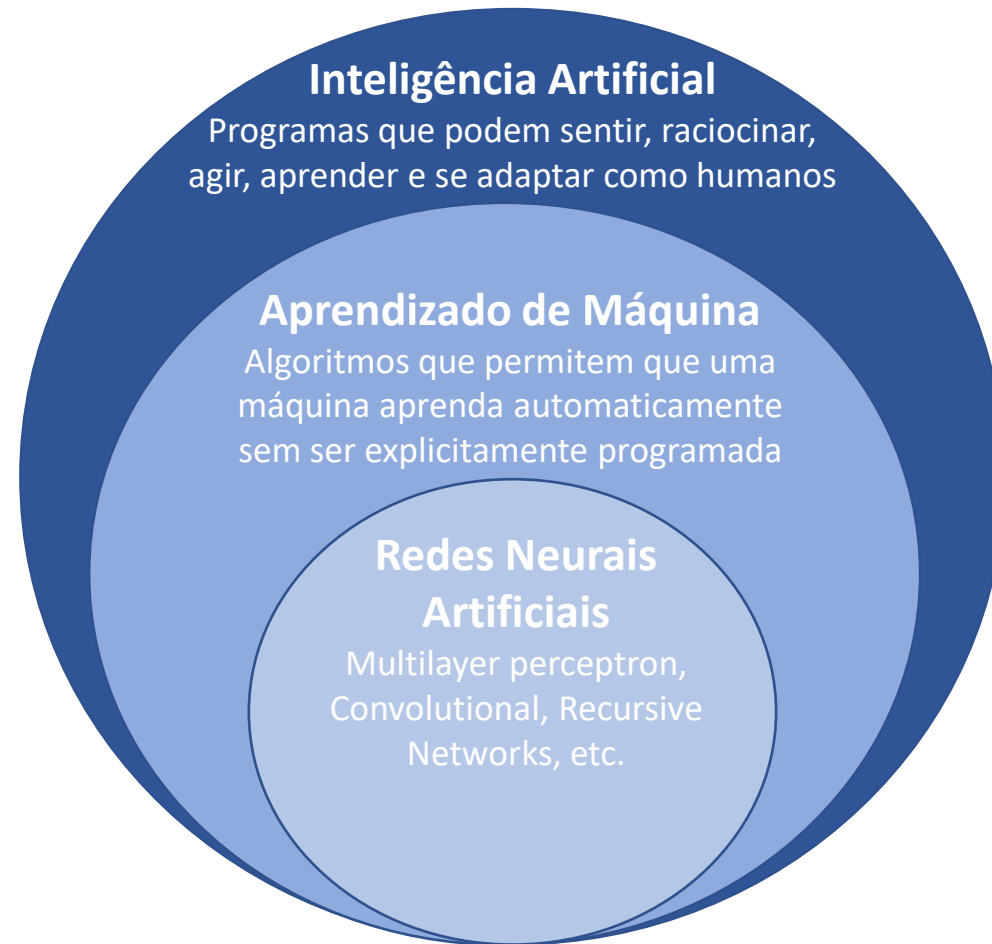 Inteligência Artificial
Programas que podem sentir, raciocinar,
agir, aprender e se adaptar como humanos
Aprendizado de Máquina
Algoritmos que permitem que uma
máquina aprenda automaticamente
sem ser explicitamente programada
Redes Neurais
Artificiais
Multilayer perceptron,
Convolutional, Recursive
Networks, etc.